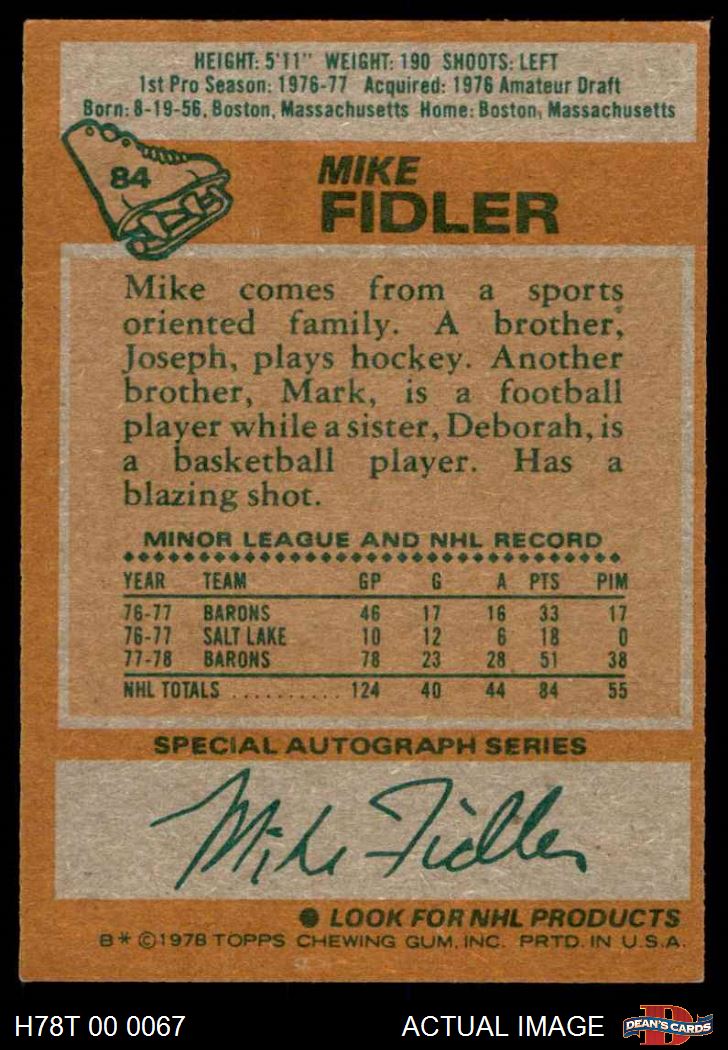 HEIGHT: 5'11" WEIGHT: 190 SHOOTS: LEFT
1st Pro Season: 1976-77 Acquired: 1976 Amateur Draft
Born: 8-19-56, Boston, Massachusetts Home: Boston, Massachusetts
84
MIKE
FIDLER
Mike comes from a sports
oriented family. A brother,
Joseph, plays hockey. Another
brother, Mark, is a football
player while a sister, Deborah, is
a basketball player. Has a
blazing shot.
MINOR LEAGUE AND NHL RECORD
YEAR TEAM GP G A PTS PIM
76-77 BARONS 46 17 16 33 17
76-77 SALT LAKE 10 12 6 18 0
77-78 BARONS 78 23 28 51 38
NHL TOTALS .......... 124 40 44 84 55
SPECIAL AUTOGRAPH SERIES
Mike Fidler
● LOOK FOR NHL PRODUCTS
B* ©1978 TOPPS CHEWING GUM, INC. PRTD. IN U.S.A.
H78T 00 0067 ACTUAL IMAGE D DEAN'S CARDS